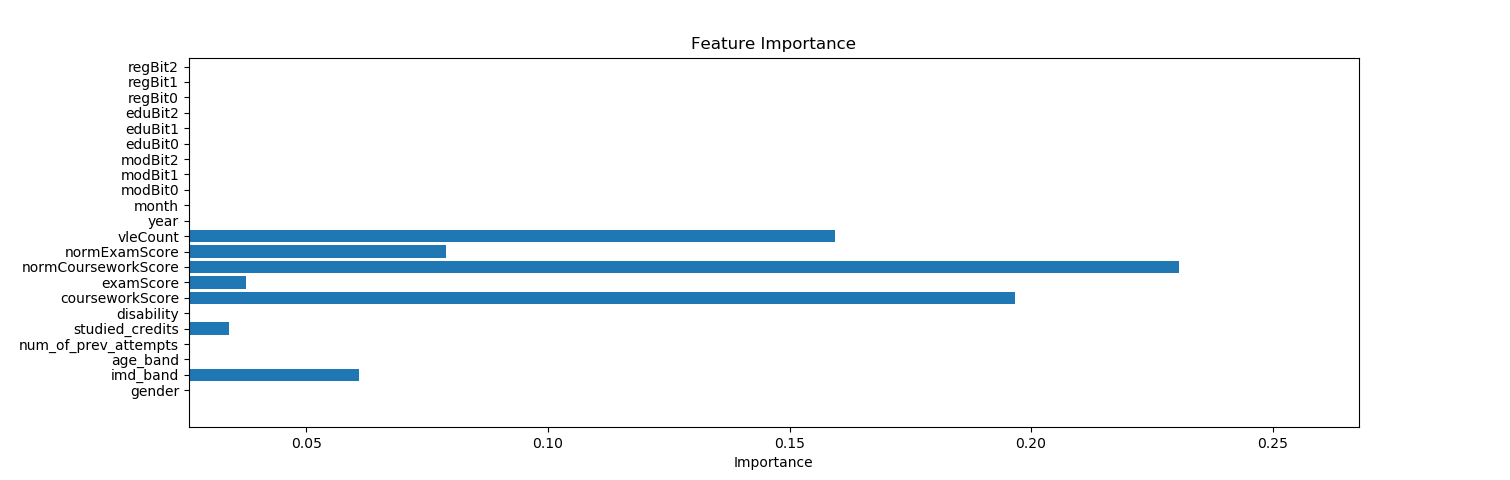 Feature Importance
regBit2
regBit1
regBit0
eduBit2
eduBit1
eduBit0
modBit2
modBit1
modBit0
month
year
vleCount
normExamScore
normCourseworkScore
examScore
courseworkScore
disability
studied_credits
num_of_prev_attempts
age_band
imd_band
gender
0.05 0.10 0.15 0.20 0.25
Importance